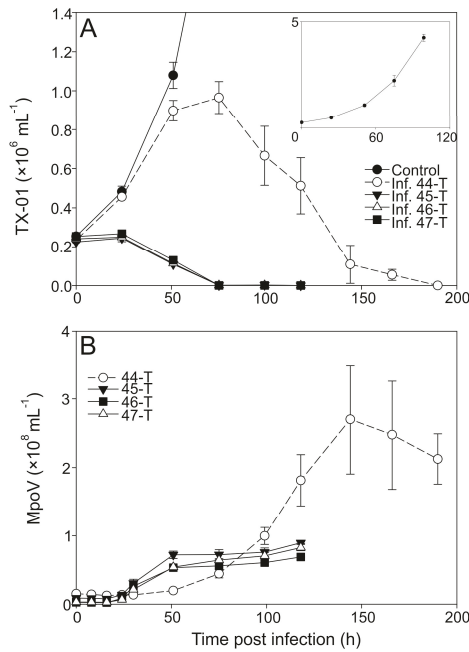 A
1.4
1.2
1.0
0.8
0.6
0.4
0.2
0.0
TX-01 (×10⁶ mL⁻¹)
0 50 100 150 200
5
0
0 60 120
Control
Inf. 44-T
Inf. 45-T
Inf. 46-T
Inf. 47-T
B
4
3
2
1
0
MpoV (×10⁸ mL⁻¹)
44-T
45-T
46-T
47-T
0 50 100 150 200
Time post infection (h)